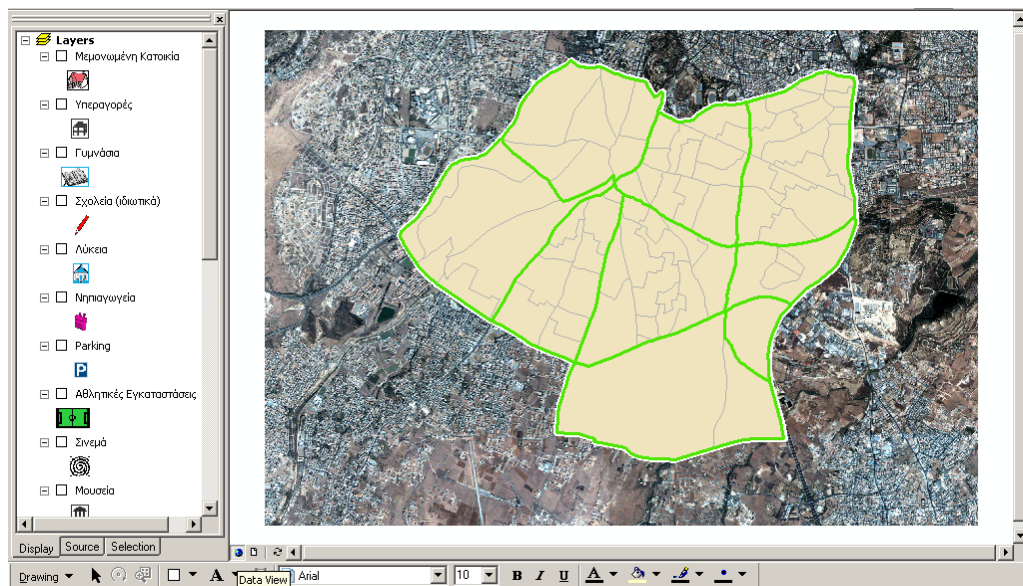 Layers
Μεμονωμένη Κατοικία
Υπεραγορές
Γυμνάσια
Σχολεία (ιδιωτικά)
Λύκεια
Νηπιαγωγεία
Parking
P
Αθλητικές Εγκαταστάσεις
Σινεμά
Μουσεία
Display Source Selection
Drawing A Arial 10 B I U A
Data View